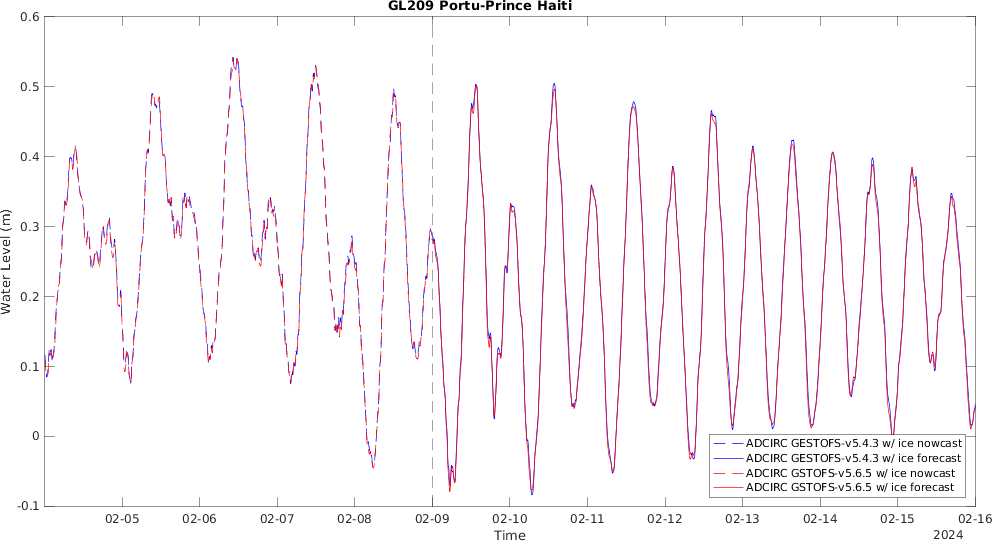 GL209 Portu-Prince Haiti
Water Level (m)
0.6
0.5
0.4
0.3
0.2
0.1
0
-0.1
02-05 02-06 02-07 02-08 02-09 02-10 02-11 02-12 02-13 02-14 02-15 02-16
Time
2024
ADCIRC GESTOFS-v5.4.3 w/ ice nowcast
ADCIRC GESTOFS-v5.4.3 w/ ice forecast
ADCIRC GSTOFS-v5.6.5 w/ ice nowcast
ADCIRC GSTOFS-v5.6.5 w/ ice forecast